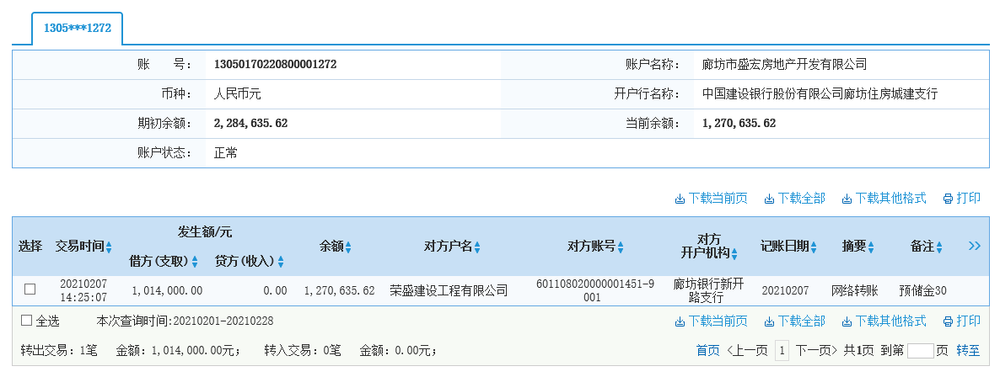 1305***1272
账 号： 13050170220800001272 账户名称： 廊坊市盛宏房地产开发有限公司
币种： 人民币元 开户行名称： 中国建设银行股份有限公司廊坊住房城建支行
期初余额： 2,284,635.62 当前余额： 1,270,635.62
账户状态： 正常
下载当前页 下载全部 下载其他格式 打印
选择 交易时间 发生额/元 借方(支取) 贷方(收入) 余额 对方户名 对方账号 对方开户机构 记账日期 摘要 备注 >>
20210207 14:25:07 1,014,000.00 0.00 1,270,635.62 荣盛建设工程有限公司 601108020000001451-9001 廊坊银行新开路支行 20210207 网络转账 预储金30
全选 本次查询时间:20210201-20210228 下载当前页 下载全部 下载其他格式 打印
转出交易：1笔 金额：1,014,000.00元； 转入交易：0笔 金额：0.00元； 首页 <上一页 1 下一页> 共1页 到第 页 转至